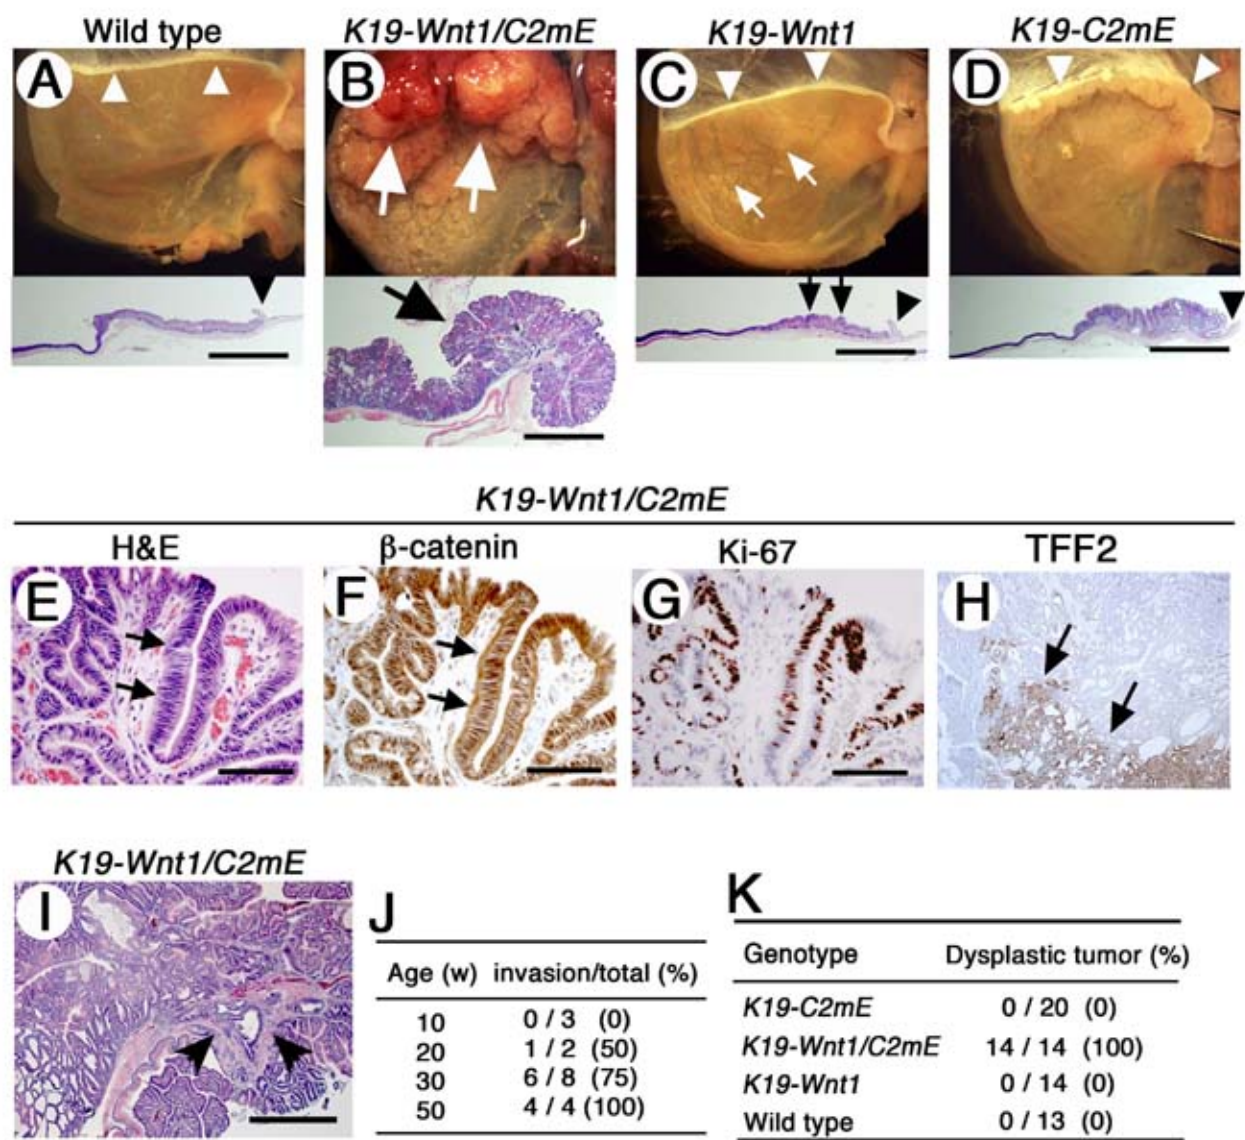 Wild type K19-Wnt1/C2mE K19-Wnt1 K19-C2mE
A B C D
K19-Wnt1/C2mE
H&E β-catenin Ki-67 TFF2
E F G H
K19-Wnt1/C2mE
I
J
Age (w) invasion/total (%)
10 0 / 3 (0)
20 1 / 2 (50)
30 6 / 8 (75)
50 4 / 4 (100)
K
Genotype Dysplastic tumor (%)
K19-C2mE 0 / 20 (0)
K19-Wnt1/C2mE 14 / 14 (100)
K19-Wnt1 0 / 14 (0)
Wild type 0 / 13 (0)